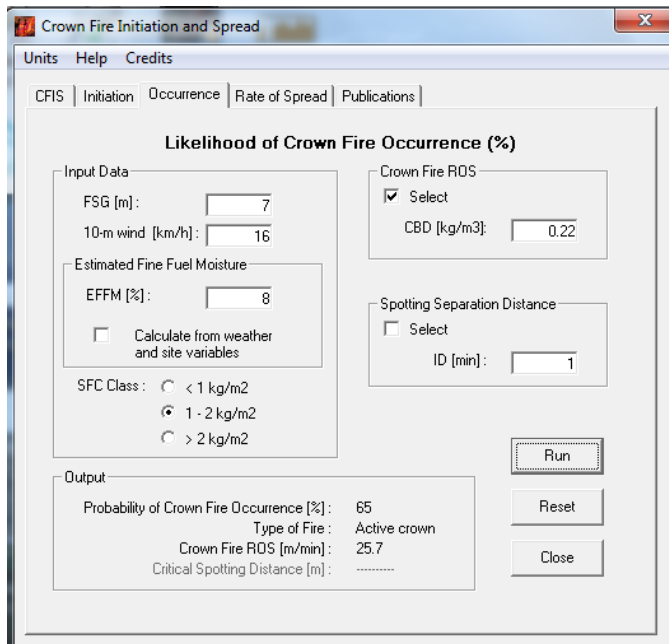 Crown Fire Initiation and Spread
Units Help Credits
CFIS Initiation Occurrence Rate of Spread Publications
Likelihood of Crown Fire Occurrence (%)
Input Data
FSG [m] : 7
10-m wind [km/h] : 16
Estimated Fine Fuel Moisture
EFFM [%] : 8
Calculate from weather
and site variables
SFC Class : < 1 kg/m2
1 - 2 kg/m2
> 2 kg/m2
Crown Fire ROS
Select
CBD [kg/m3]: 0.22
Spotting Separation Distance
Select
ID [min] : 1
Run
Reset
Close
Output
Probability of Crown Fire Occurrence [%] : 65
Type of Fire : Active crown
Crown Fire ROS [m/min] : 25.7
Critical Spotting Distance [m] : ----------